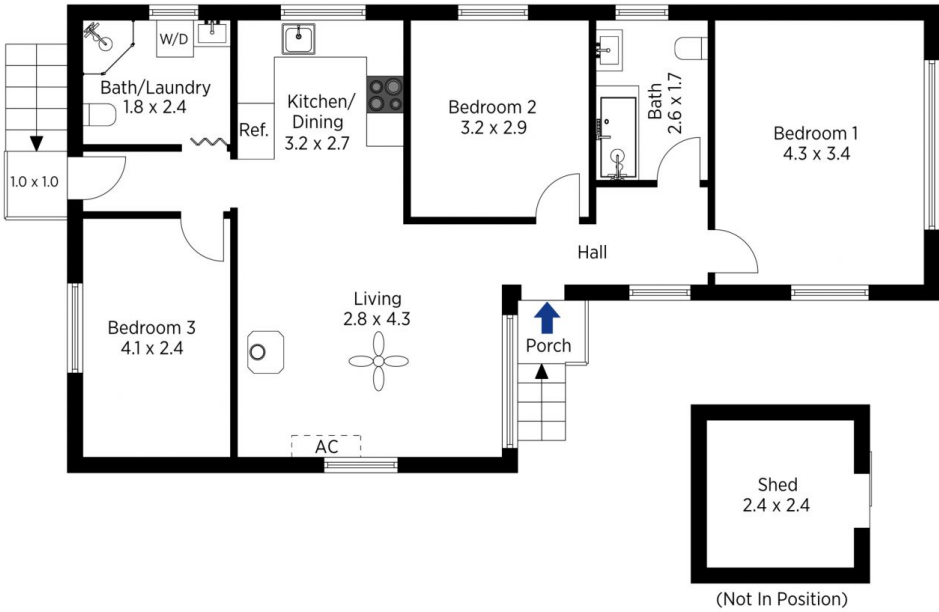 W/D
Bath/Laundry
1.8 x 2.4
Ref.
Kitchen/
Dining
3.2 x 2.7
Bedroom 2
3.2 x 2.9
Bath
2.6 x 1.7
Bedroom 1
4.3 x 3.4
1.0 x 1.0
Hall
Living
2.8 x 4.3
Bedroom 3
4.1 x 2.4
Porch
AC
Shed
2.4 x 2.4
(Not In Position)